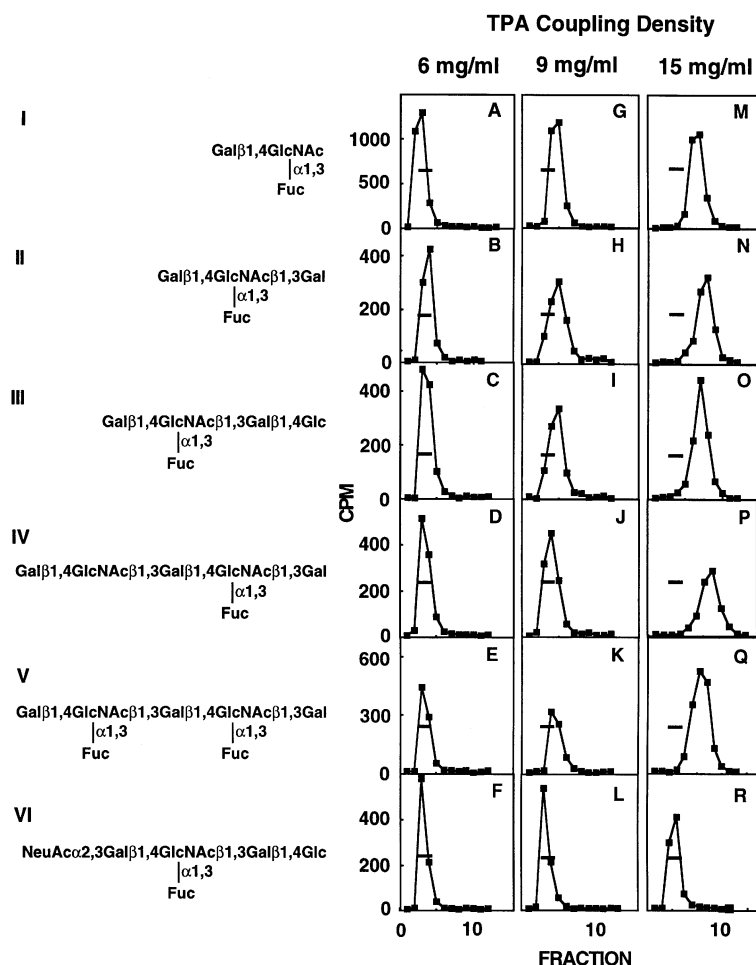 TPA Coupling Density
6 mg/ml 9 mg/ml 15 mg/ml
I
Galβ1,4GlcNAc
|α1,3
Fuc
1000
500
0
A G M
II
Galβ1,4GlcNAcβ1,3Gal
|α1,3
Fuc
400
200
0
B H N
III
Galβ1,4GlcNAcβ1,3Galβ1,4Glc
|α1,3
Fuc
400
200
0
C I O
CPM
IV
Galβ1,4GlcNAcβ1,3Galβ1,4GlcNAcβ1,3Gal
|α1,3
Fuc
400
200
0
D J P
V
Galβ1,4GlcNAcβ1,3Galβ1,4GlcNAcβ1,3Gal
|α1,3 |α1,3
Fuc Fuc
600
300
0
E K Q
VI
NeuAcα2,3Galβ1,4GlcNAcβ1,3Galβ1,4Glc
|α1,3
Fuc
400
200
0
F L R
0 10 10 10
FRACTION